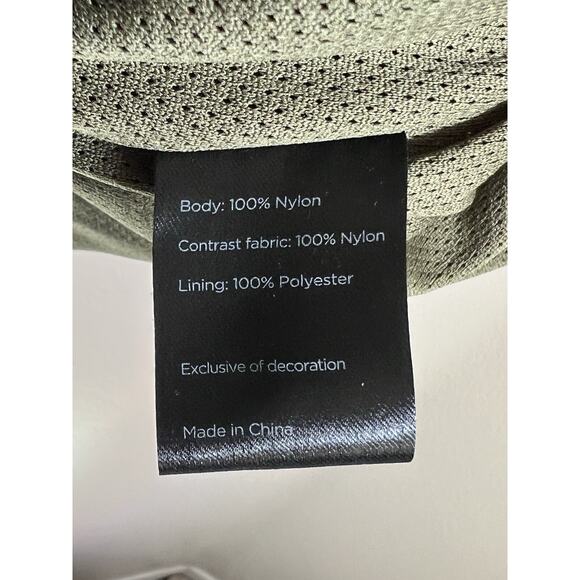 Body: 100% Nylon
Contrast fabric: 100% Nylon
Lining: 100% Polyester
Exclusive of decoration
Made in China